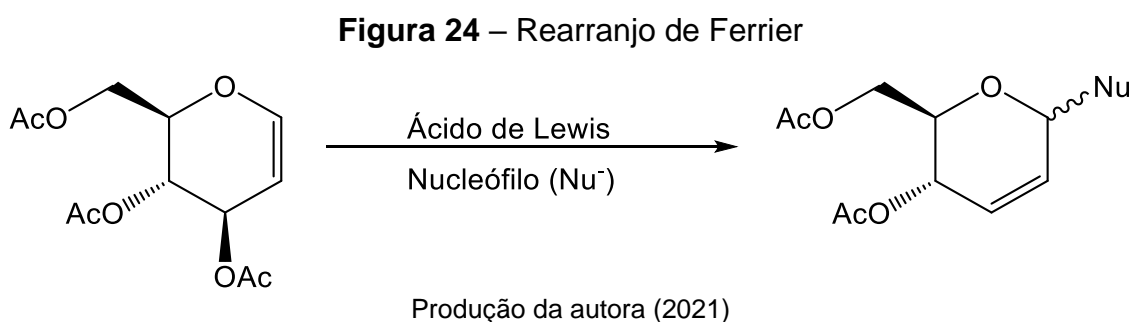 Figura 24 – Rearranjo de Ferrier
O
AcO
AcO
OAc
Ácido de Lewis
Nucleófilo (Nu⁻)
O
Nu
AcO
AcO
Produção da autora (2021)